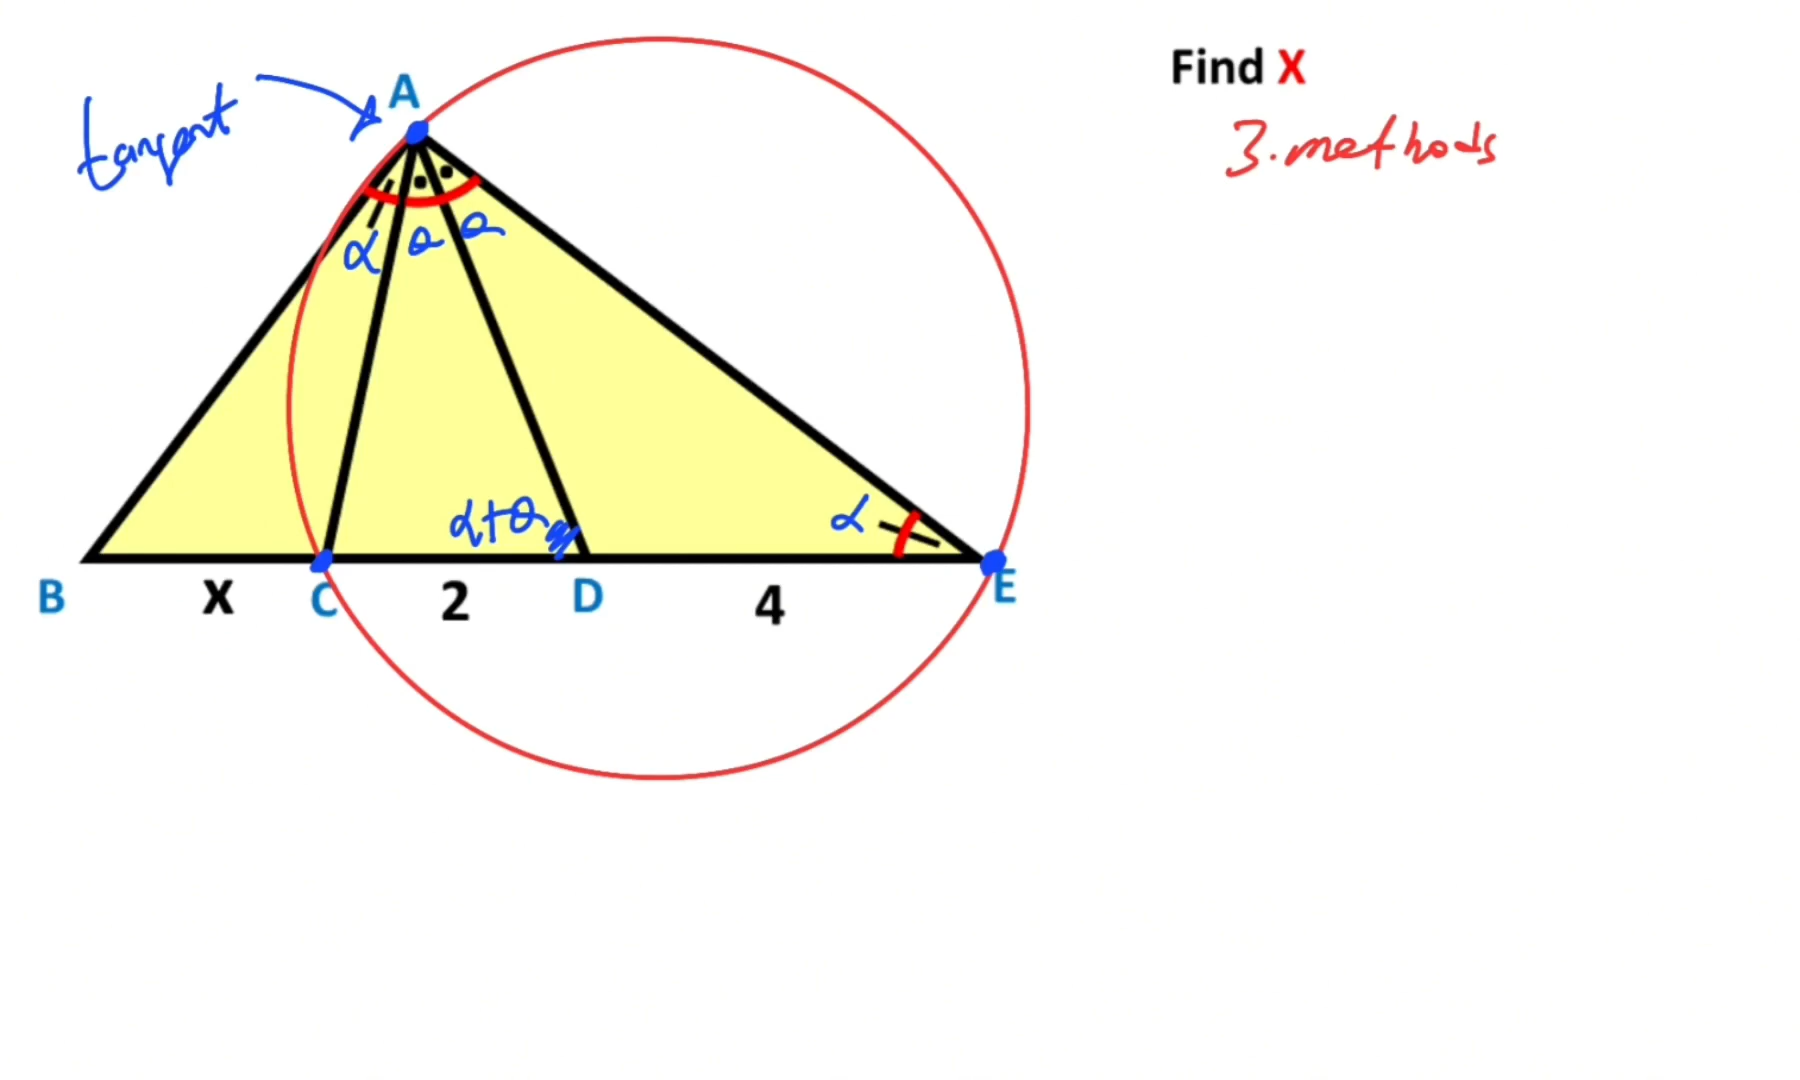 Find X
3.methods
tangent
A
α θ θ
α+θ
α
B X C 2 D 4 E